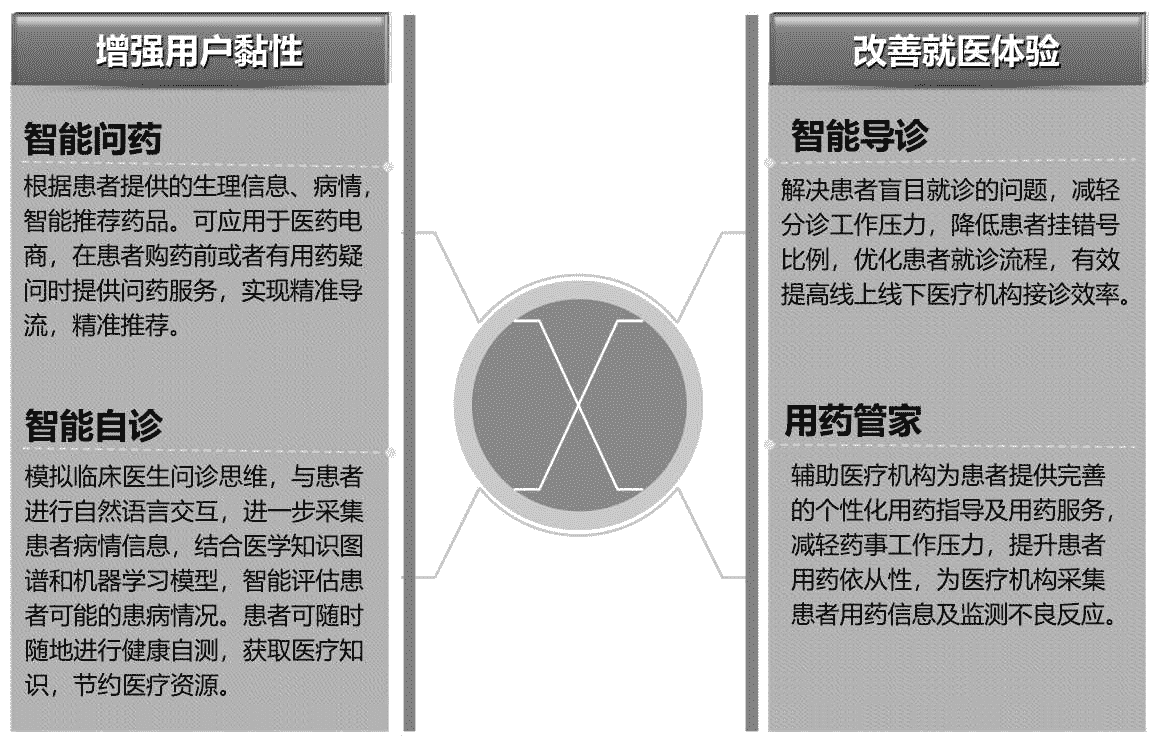 增强用户黏性
智能问药
根据患者提供的生理信息、病情，
智能推荐药品。可应用于医药电
商，在患者购药前或者有用药疑
问时提供问药服务，实现精准导
流，精准推荐。
智能自诊
模拟临床医生问诊思维，与患者
进行自然语言交互，进一步采集
患者病情信息，结合医学知识图
谱和机器学习模型，智能评估患
者可能的患病情况。患者可随时
随地进行健康自测，获取医疗知
识，节约医疗资源。
改善就医体验
智能导诊
解决患者盲目就诊的问题，减轻
分诊工作压力，降低患者挂错号
比例，优化患者就诊流程，有效
提高线上线下医疗机构接诊效率。
用药管家
辅助医疗机构为患者提供完善
的个性化用药指导及用药服务，
减轻药事工作压力，提升患者
用药依从性，为医疗机构采集
患者用药信息及监测不良反应。